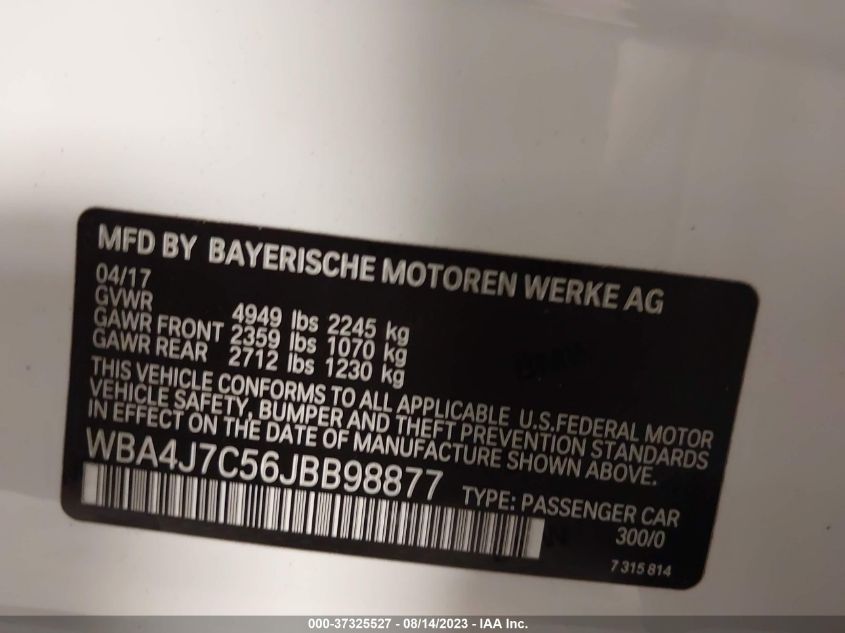 MFD BY BAYERISCHE MOTOREN WERKE AG
04/17
GVWR 4949 lbs 2245 kg
GAWR FRONT 2359 lbs 1070 kg
GAWR REAR 2712 lbs 1230 kg
THIS VEHICLE CONFORMS TO ALL APPLICABLE U.S.FEDERAL MOTOR
VEHICLE SAFETY, BUMPER AND THEFT PREVENTION STANDARDS
IN EFFECT ON THE DATE OF MANUFACTURE SHOWN ABOVE.
WBA4J7C56JBB98877
TYPE: PASSENGER CAR
300/0
7 315 814
000-37325527 - 08/14/2023 - IAA Inc.